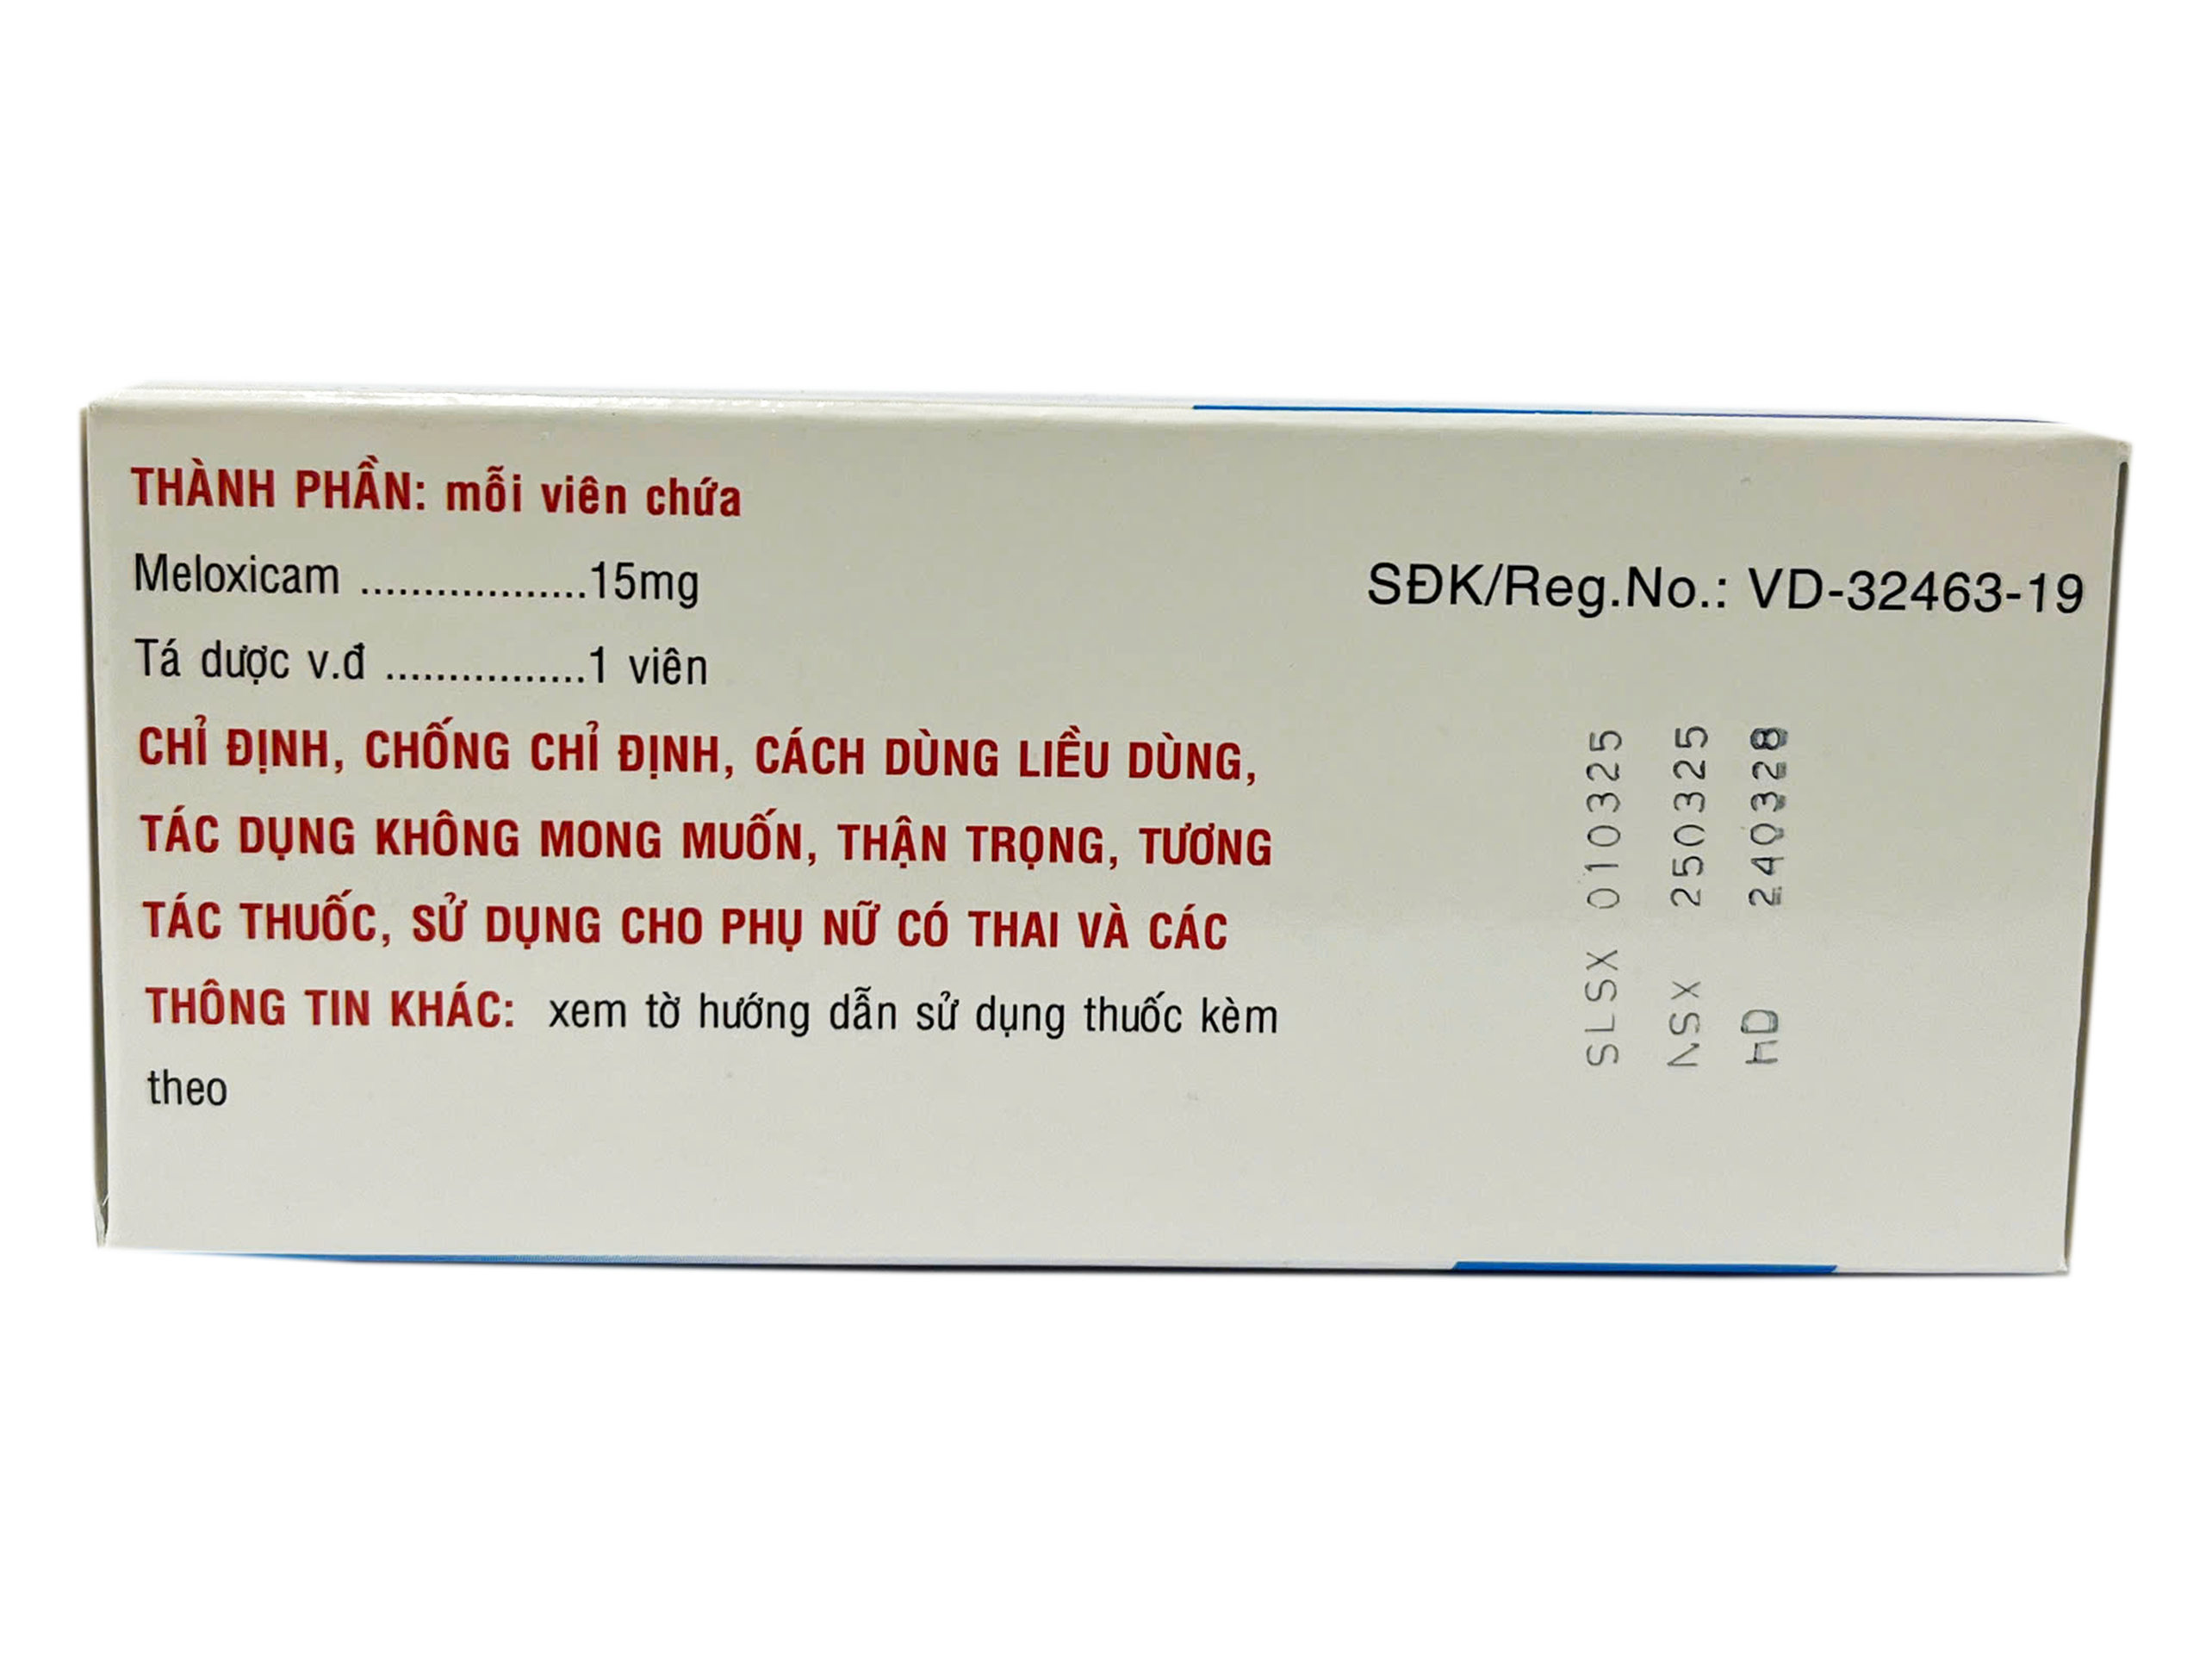 THÀNH PHẦN: mỗi viên chứa
Meloxicam ..................15mg
Tá dược v.đ ................1 viên
CHỈ ĐỊNH, CHỐNG CHỈ ĐỊNH, CÁCH DÙNG LIỀU DÙNG,
TÁC DỤNG KHÔNG MONG MUỐN, THẬN TRỌNG, TƯƠNG
TÁC THUỐC, SỬ DỤNG CHO PHỤ NỮ CÓ THAI VÀ CÁC
THÔNG TIN KHÁC: xem tờ hướng dẫn sử dụng thuốc kèm
theo
SĐK/Reg.No.: VD-32463-19
SLSX 010325
NSX 250325
HD 240328